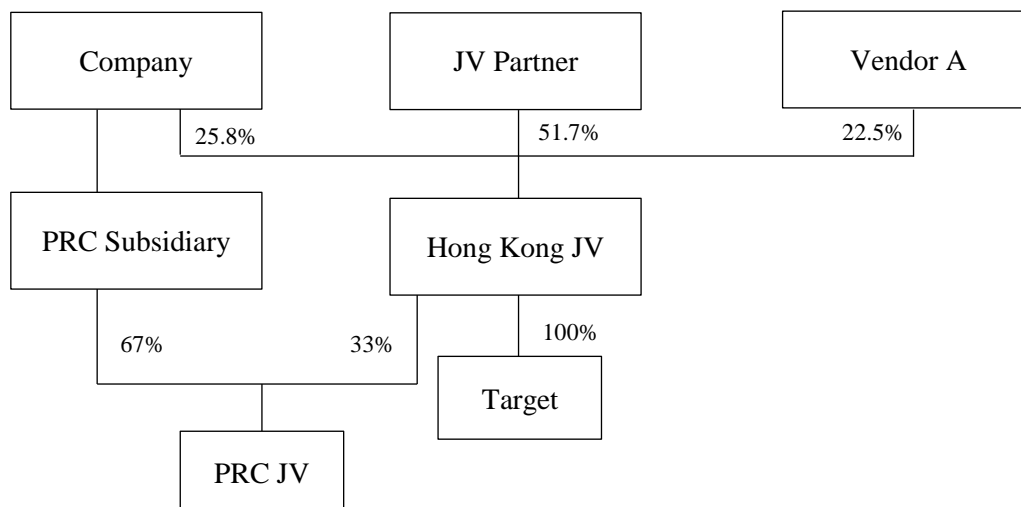 Company
JV Partner
Vendor A
25.8%
51.7%
22.5%
PRC Subsidiary
Hong Kong JV
67%
33%
100%
Target
PRC JV